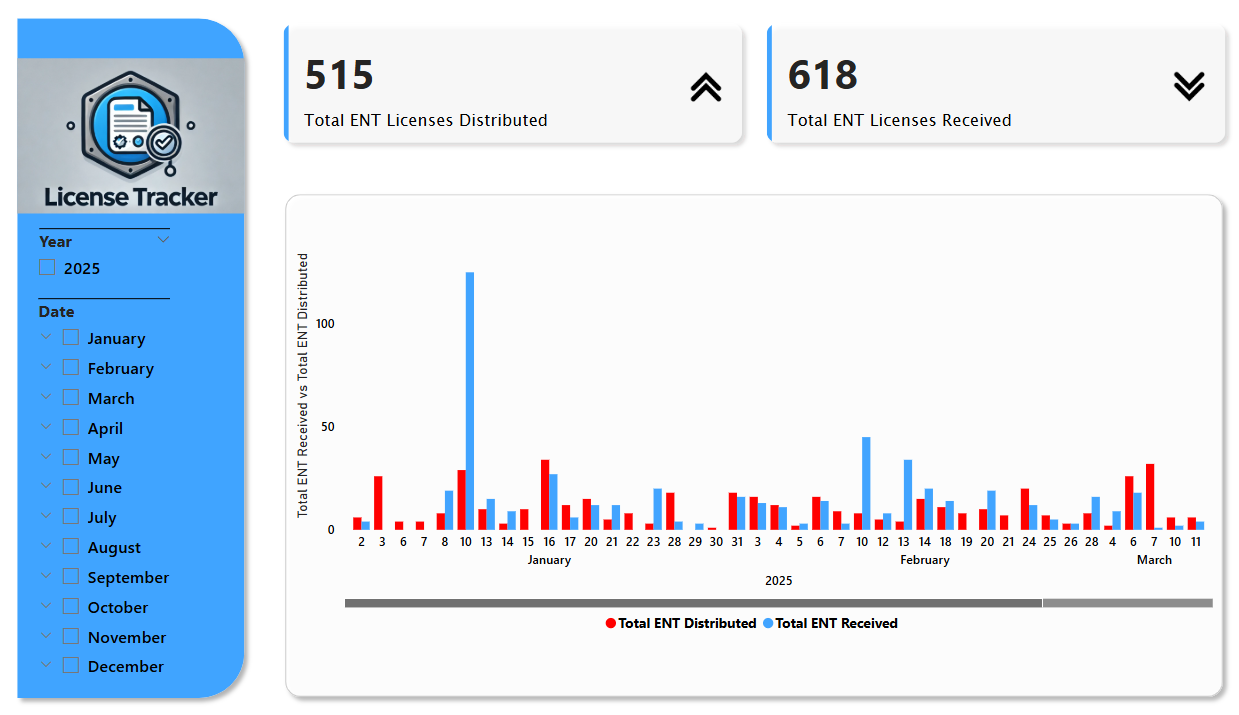 515
Total ENT Licenses Distributed
618
Total ENT Licenses Received
License Tracker
Year
2025
Date
January
February
March
April
May
June
July
August
September
October
November
December
Total ENT Received vs Total ENT Distributed
100
50
0
2 3 6 7 8 10 13 14 15 16 17 20 21 22 23 28 29 30 31 3 4 5 6 7 10 12 13 14 18 19 20 21 24 25 26 28 4 6 7 10 11
January February March
2025
Total ENT Distributed Total ENT Received